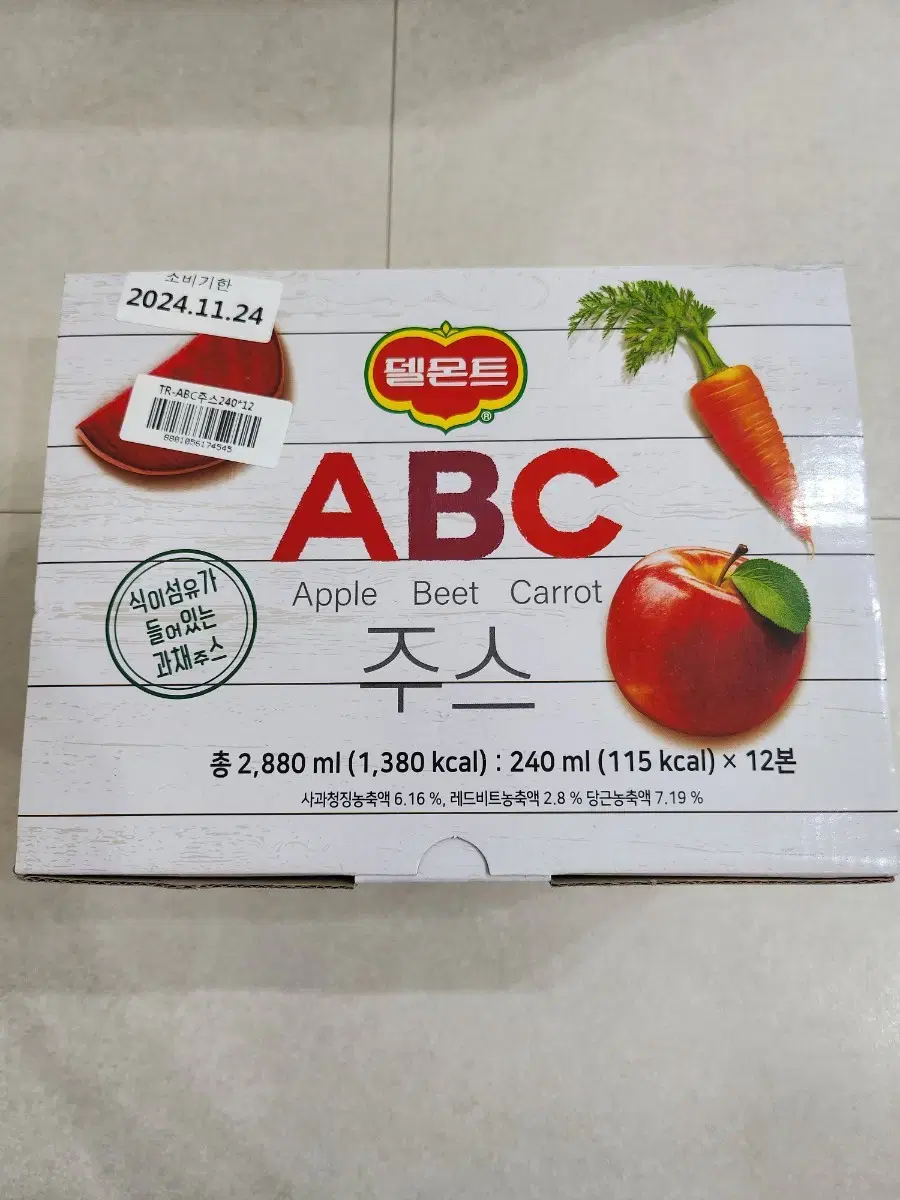 소비기한
2024.11.24
TR-ABC주스240*12
8801056174545
델몬트
®
ABC
Apple Beet Carrot
주스
식이섬유가
들어있는
과채주스
총 2,880 ml (1,380 kcal) : 240 ml (115 kcal) × 12본
사과청징농축액 6.16 %, 레드비트농축액 2.8 % 당근농축액 7.19 %